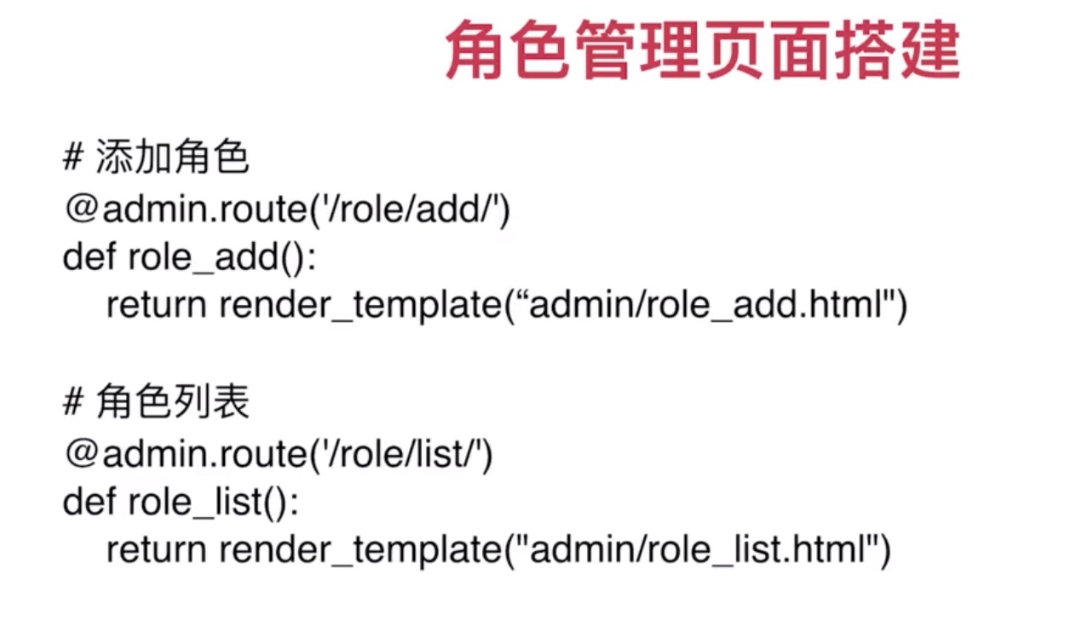 角色管理页面搭建
# 添加角色
@admin.route('/role/add/')
def role_add():
    return render_template(“admin/role_add.html")
# 角色列表
@admin.route('/role/list/')
def role_list():
    return render_template("admin/role_list.html")